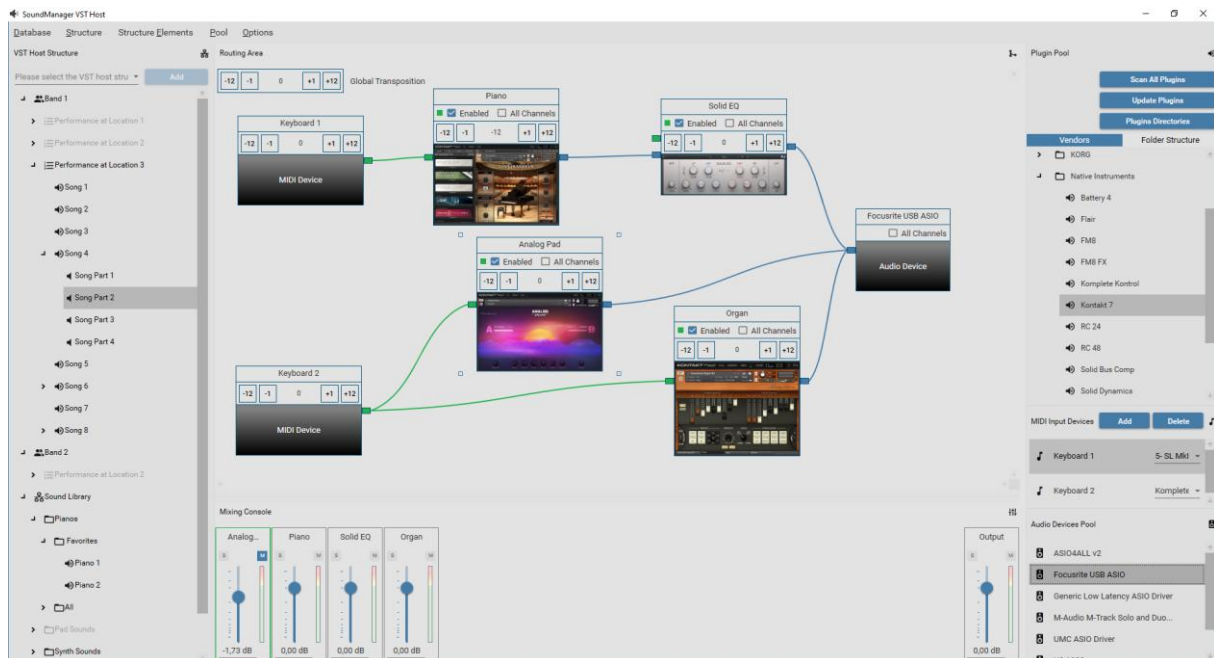 SoundManager VST Host
Database Structure Structure Elements Pool Options
VST Host Structure
Please select the VST host stru Add
Band 1
Performance at Location 1
Performance at Location 2
Performance at Location 3
Song 1
Song 2
Song 3
Song 4
Song Part 1
Song Part 2
Song Part 3
Song Part 4
Song 5
Song 6
Song 7
Song 8
Band 2
Performance at Location 2
Sound Library
Pianos
Favorites
Piano 1
Piano 2
All
Pad Sounds
Synth Sounds
Routing Area
-12 -1 0 +1 +12 Global Transposition
Keyboard 1
-12 -1 0 +1 +12
MIDI Device
Piano
Enabled All Channels
-12 -1 -12 +1 +12
Solid EQ
Enabled All Channels
-12 -1 0 +1 +12
Analog Pad
Enabled All Channels
-12 -1 0 +1 +12
Focusrite USB ASIO
All Channels
Audio Device
Organ
Enabled All Channels
-12 -1 0 +1 +12
Keyboard 2
-12 -1 0 +1 +12
MIDI Device
Mixing Console
Analog... Piano Solid EQ Organ Output
S M S M S M S M S M
-1,73 dB 0,00 dB 0,00 dB 0,00 dB 0,00 dB
Plugin Pool
Scan All Plugins
Update Plugins
Plugins Directories
Vendors Folder Structure
KORG
Native Instruments
Battery 4
Flair
FM8
FM8 FX
Komplete Kontrol
Kontakt 7
RC 24
RC 48
Solid Bus Comp
Solid Dynamics
MIDI Input Devices Add Delete
Keyboard 1 5- SL MkI
Keyboard 2 Komplete
Audio Devices Pool
ASIO4ALL v2
Focusrite USB ASIO
Generic Low Latency ASIO Driver
M-Audio M-Track Solo and Duo...
UMC ASIO Driver